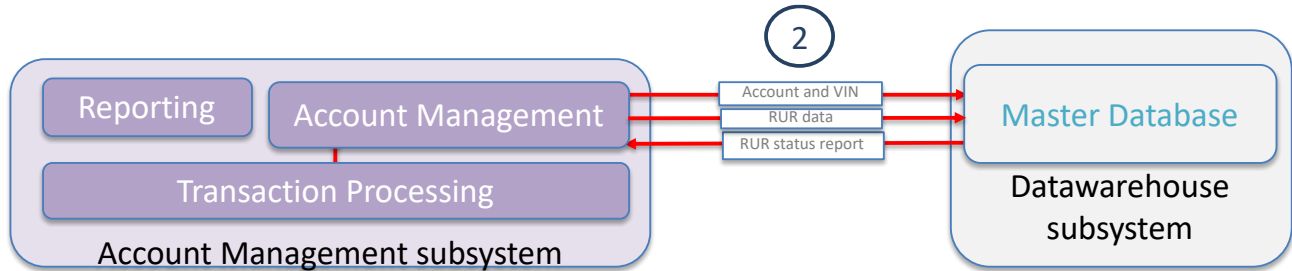 2
Reporting
Account Management
Account and VIN
RUR data
RUR status report
Master Database
Transaction Processing
Datawarehouse
subsystem
Account Management subsystem